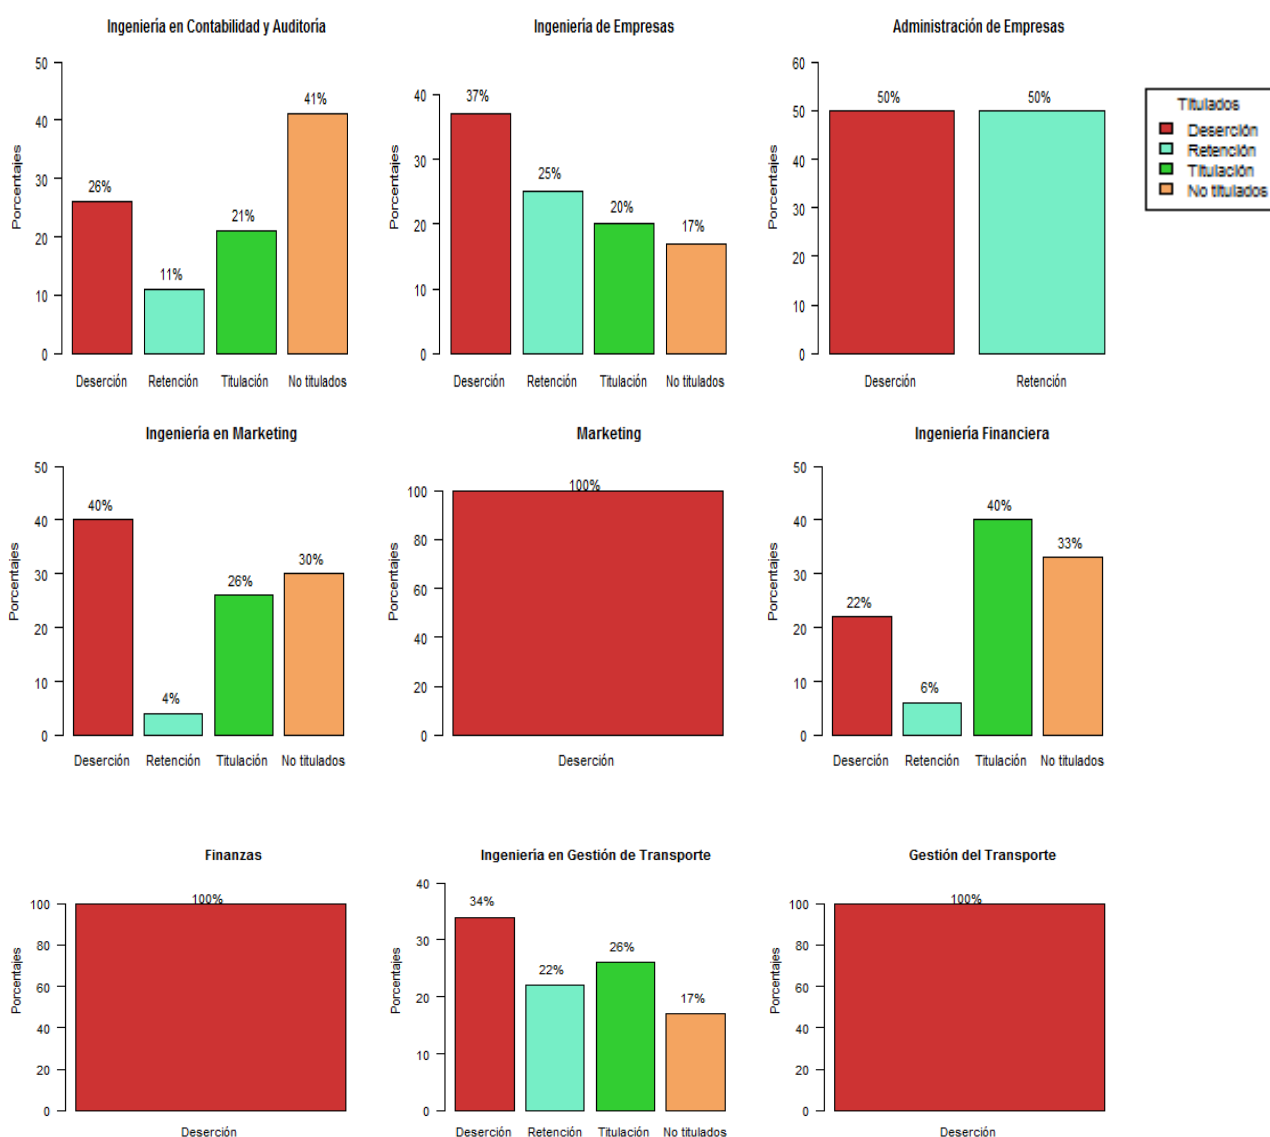 Ingeniería en Contabilidad y Auditoría
Porcentajes
50
40
30
20
10
0
26%
11%
21%
41%
Deserción Retención Titulación No titulados
Ingeniería de Empresas
Porcentajes
40
30
20
10
0
37%
25%
20%
17%
Deserción Retención Titulación No titulados
Administración de Empresas
Porcentajes
60
50
40
30
20
10
0
50%
50%
Deserción Retención
Titulados
Deserción
Retención
Titulación
No titulados
Ingeniería en Marketing
Porcentajes
50
40
30
20
10
0
40%
4%
26%
30%
Deserción Retención Titulación No titulados
Marketing
Porcentajes
100
80
60
40
20
0
100%
Deserción
Ingeniería Financiera
Porcentajes
50
40
30
20
10
0
22%
6%
40%
33%
Deserción Retención Titulación No titulados
Finanzas
Porcentajes
100
80
60
40
20
0
100%
Deserción
Ingeniería en Gestión de Transporte
Porcentajes
40
30
20
10
0
34%
22%
26%
17%
Deserción Retención Titulación No titulados
Gestión del Transporte
Porcentajes
100
80
60
40
20
0
100%
Deserción